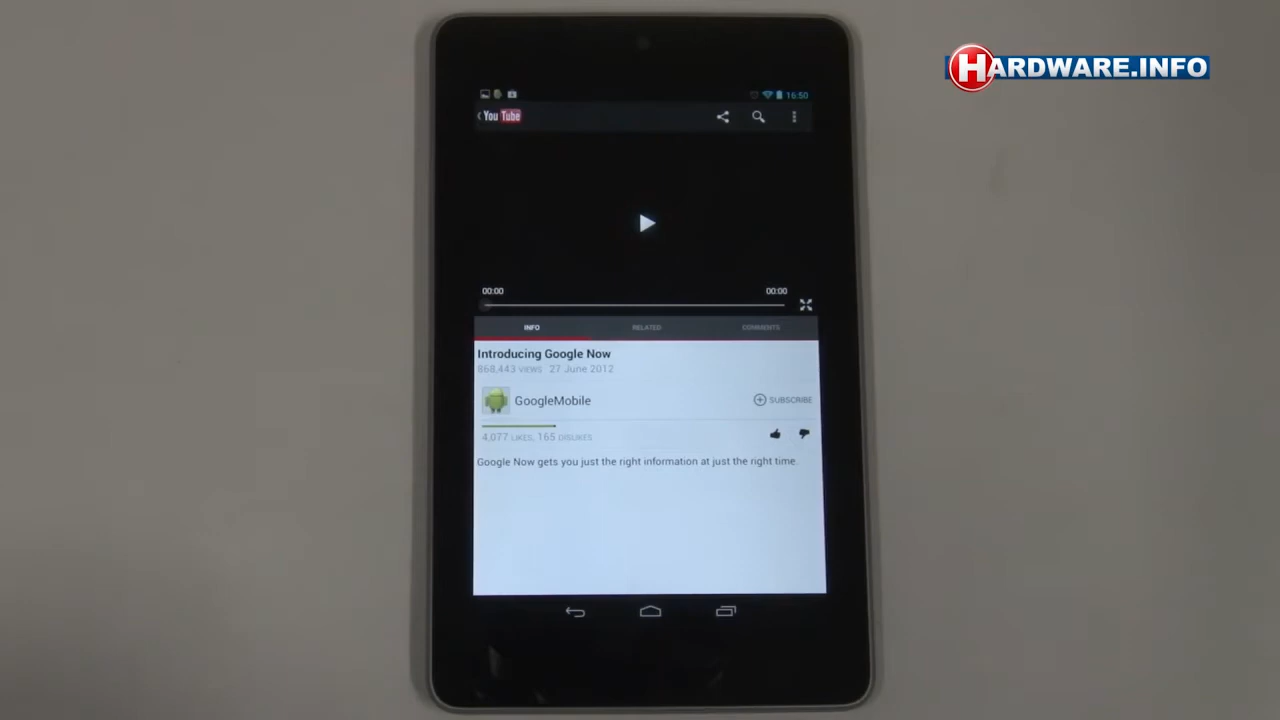 HARDWARE.INFO
16:50
YouTube
00:00
00:00
INFO
RELATED
COMMENTS
Introducing Google Now
868,443 VIEWS 27 June 2012
GoogleMobile
SUBSCRIBE
4,077 LIKES, 165 DISLIKES
Google Now gets you just the right information at just the right time.